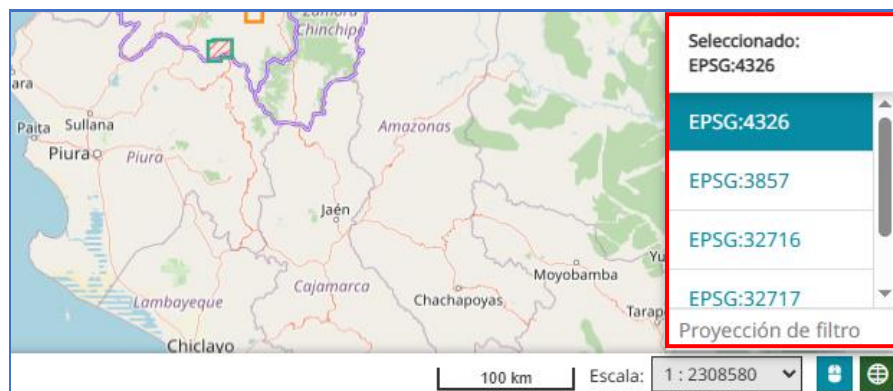 Zamora
Chinchipe
ara
Paita
Sullana
Piura
Piura
Amazonas
Jaén
Cajamarca
Lambayeque
Chachapoyas
Moyobamba
Yu
Tarap
Chiclayo
Seleccionado:
EPSG:4326
EPSG:4326
EPSG:3857
EPSG:32716
EPSG:32717
Proyección de filtro
100 km
Escala:
1 : 2308580